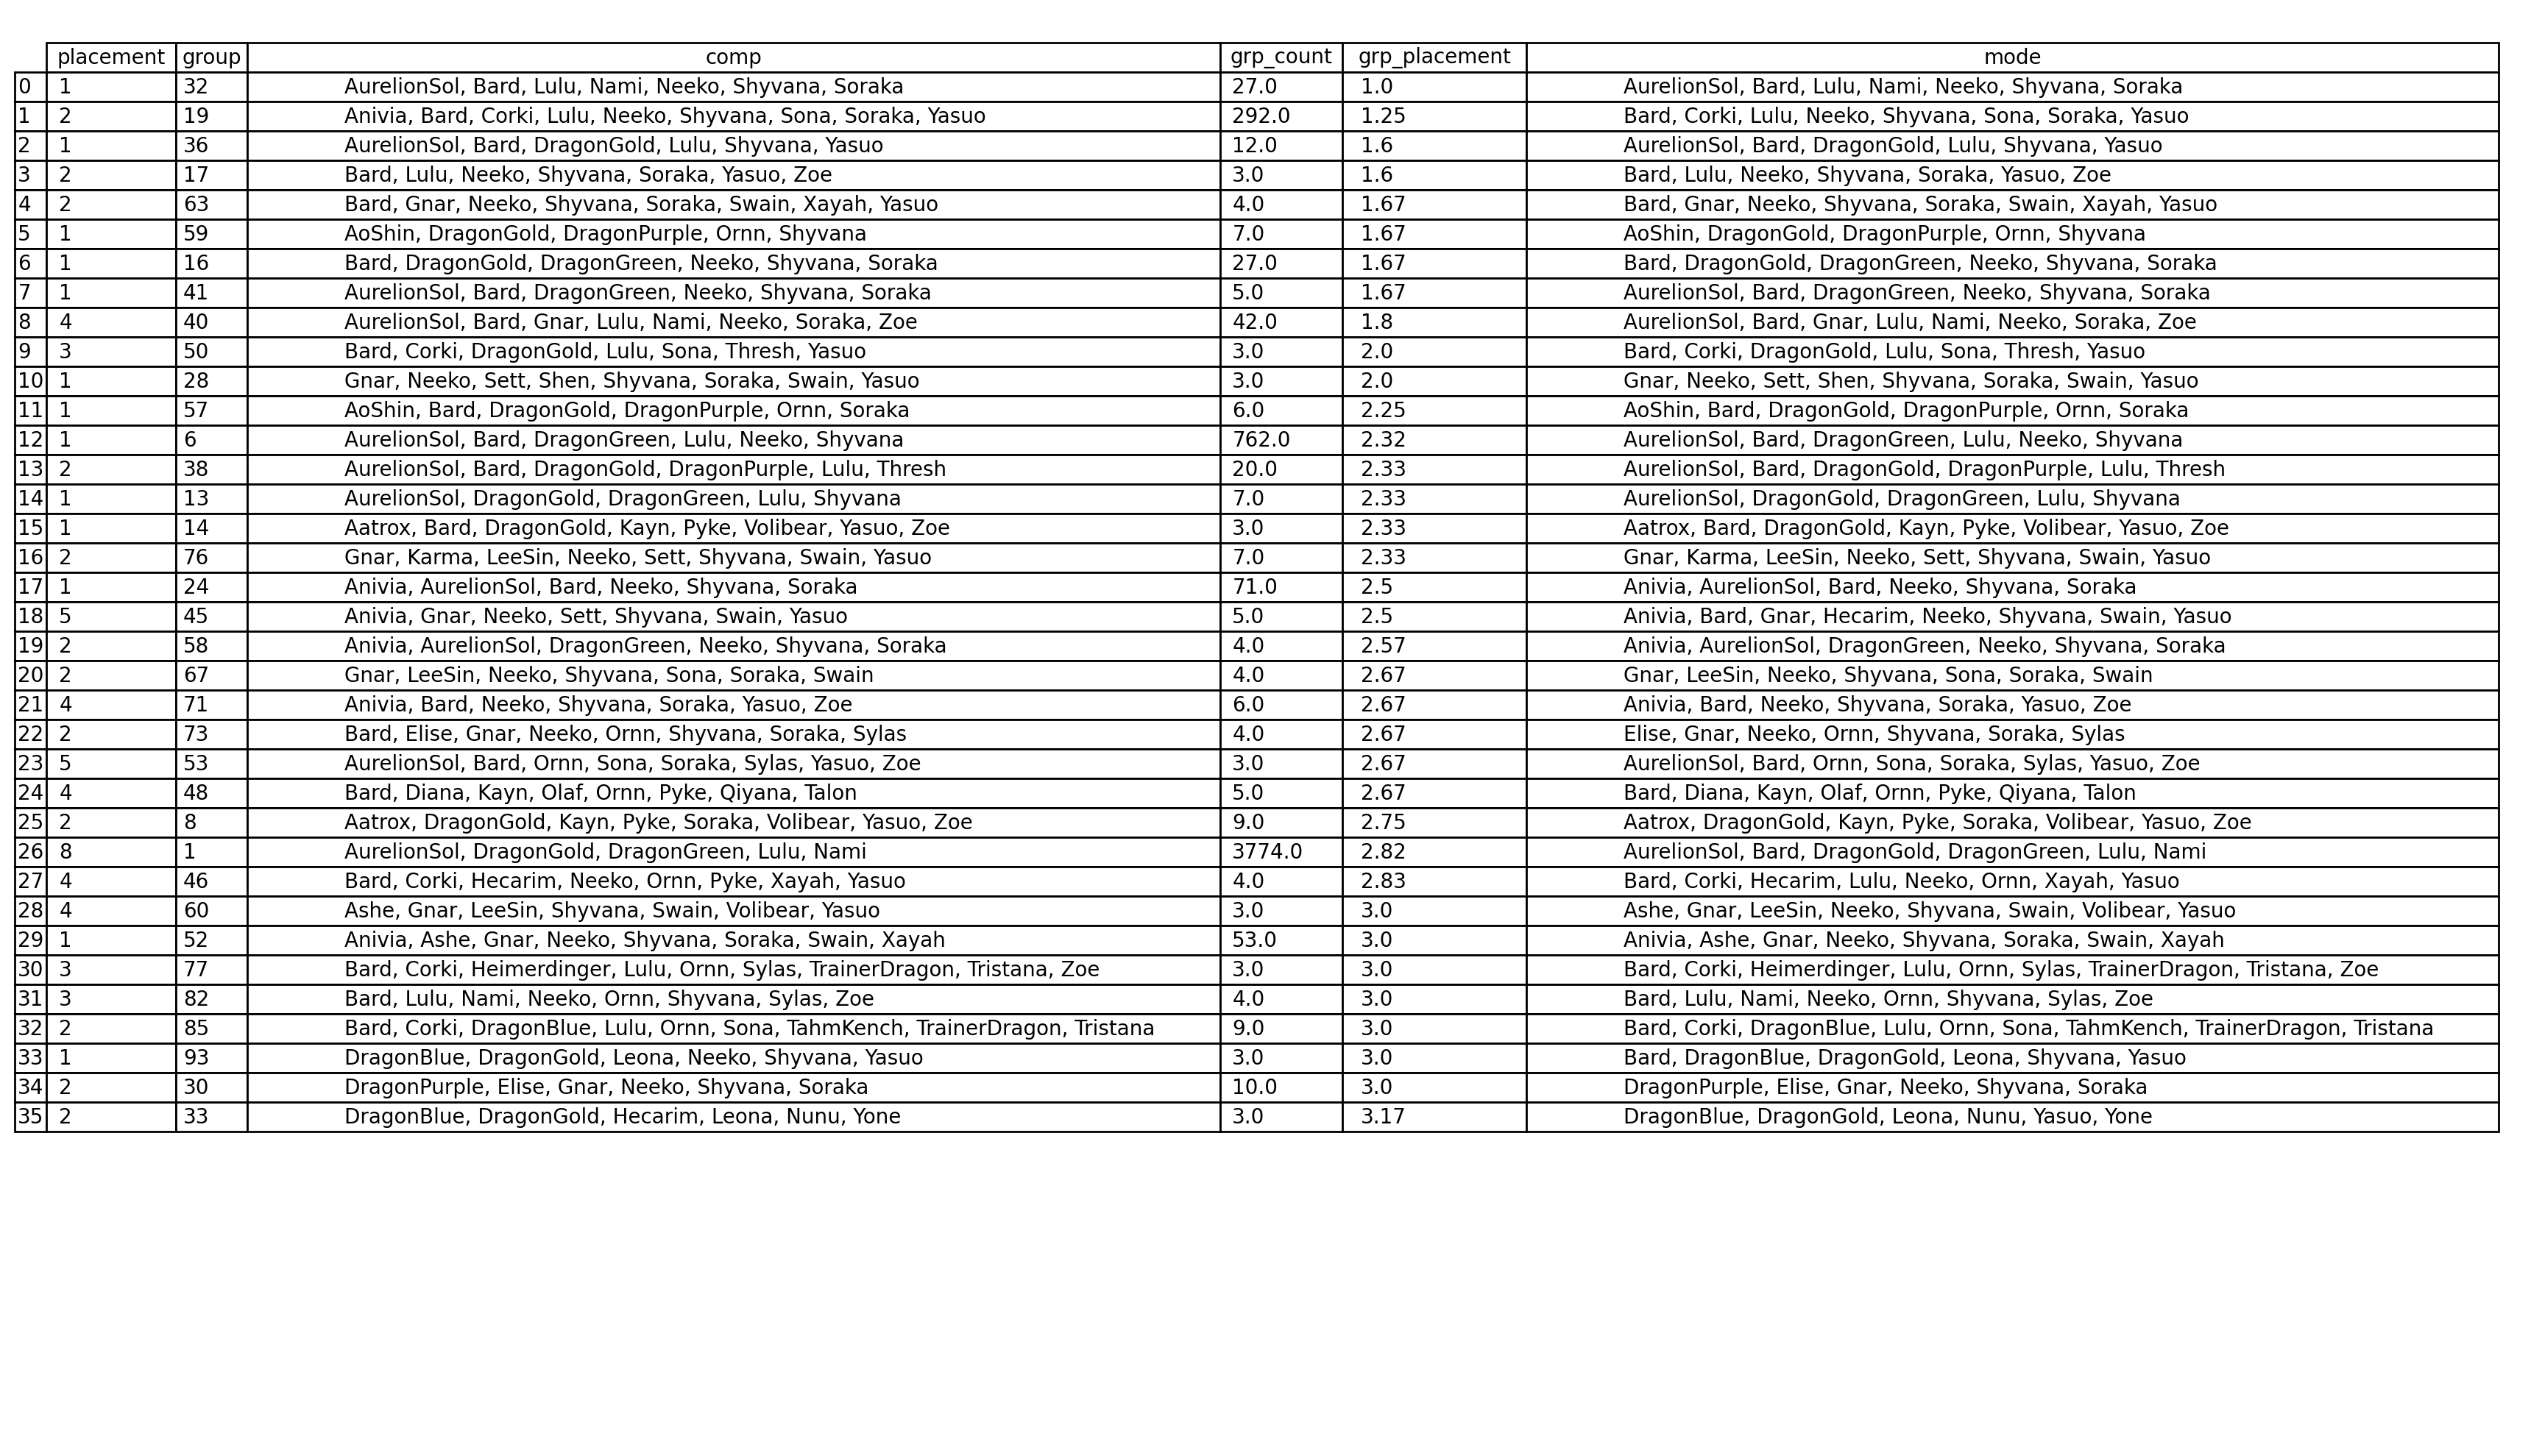 placement group comp grp_count grp_placement mode
0 1 32 AurelionSol, Bard, Lulu, Nami, Neeko, Shyvana, Soraka 27.0 1.0 AurelionSol, Bard, Lulu, Nami, Neeko, Shyvana, Soraka
1 2 19 Anivia, Bard, Corki, Lulu, Neeko, Shyvana, Sona, Soraka, Yasuo 292.0 1.25 Bard, Corki, Lulu, Neeko, Shyvana, Sona, Soraka, Yasuo
2 1 36 AurelionSol, Bard, DragonGold, Lulu, Shyvana, Yasuo 12.0 1.6 AurelionSol, Bard, DragonGold, Lulu, Shyvana, Yasuo
3 2 17 Bard, Lulu, Neeko, Shyvana, Soraka, Yasuo, Zoe 3.0 1.6 Bard, Lulu, Neeko, Shyvana, Soraka, Yasuo, Zoe
4 2 63 Bard, Gnar, Neeko, Shyvana, Soraka, Swain, Xayah, Yasuo 4.0 1.67 Bard, Gnar, Neeko, Shyvana, Soraka, Swain, Xayah, Yasuo
5 1 59 AoShin, DragonGold, DragonPurple, Ornn, Shyvana 7.0 1.67 AoShin, DragonGold, DragonPurple, Ornn, Shyvana
6 1 16 Bard, DragonGold, DragonGreen, Neeko, Shyvana, Soraka 27.0 1.67 Bard, DragonGold, DragonGreen, Neeko, Shyvana, Soraka
7 1 41 AurelionSol, Bard, DragonGreen, Neeko, Shyvana, Soraka 5.0 1.67 AurelionSol, Bard, DragonGreen, Neeko, Shyvana, Soraka
8 4 40 AurelionSol, Bard, Gnar, Lulu, Nami, Neeko, Soraka, Zoe 42.0 1.8 AurelionSol, Bard, Gnar, Lulu, Nami, Neeko, Soraka, Zoe
9 3 50 Bard, Corki, DragonGold, Lulu, Sona, Thresh, Yasuo 3.0 2.0 Bard, Corki, DragonGold, Lulu, Sona, Thresh, Yasuo
10 1 28 Gnar, Neeko, Sett, Shen, Shyvana, Soraka, Swain, Yasuo 3.0 2.0 Gnar, Neeko, Sett, Shen, Shyvana, Soraka, Swain, Yasuo
11 1 57 AoShin, Bard, DragonGold, DragonPurple, Ornn, Soraka 6.0 2.25 AoShin, Bard, DragonGold, DragonPurple, Ornn, Soraka
12 1 6 AurelionSol, Bard, DragonGreen, Lulu, Neeko, Shyvana 762.0 2.32 AurelionSol, Bard, DragonGreen, Lulu, Neeko, Shyvana
13 2 38 AurelionSol, Bard, DragonGold, DragonPurple, Lulu, Thresh 20.0 2.33 AurelionSol, Bard, DragonGold, DragonPurple, Lulu, Thresh
14 1 13 AurelionSol, DragonGold, DragonGreen, Lulu, Shyvana 7.0 2.33 AurelionSol, DragonGold, DragonGreen, Lulu, Shyvana
15 1 14 Aatrox, Bard, DragonGold, Kayn, Pyke, Volibear, Yasuo, Zoe 3.0 2.33 Aatrox, Bard, DragonGold, Kayn, Pyke, Volibear, Yasuo, Zoe
16 2 76 Gnar, Karma, LeeSin, Neeko, Sett, Shyvana, Swain, Yasuo 7.0 2.33 Gnar, Karma, LeeSin, Neeko, Sett, Shyvana, Swain, Yasuo
17 1 24 Anivia, AurelionSol, Bard, Neeko, Shyvana, Soraka 71.0 2.5 Anivia, AurelionSol, Bard, Neeko, Shyvana, Soraka
18 5 45 Anivia, Gnar, Neeko, Sett, Shyvana, Swain, Yasuo 5.0 2.5 Anivia, Bard, Gnar, Hecarim, Neeko, Shyvana, Swain, Yasuo
19 2 58 Anivia, AurelionSol, DragonGreen, Neeko, Shyvana, Soraka 4.0 2.57 Anivia, AurelionSol, DragonGreen, Neeko, Shyvana, Soraka
20 2 67 Gnar, LeeSin, Neeko, Shyvana, Sona, Soraka, Swain 4.0 2.67 Gnar, LeeSin, Neeko, Shyvana, Sona, Soraka, Swain
21 4 71 Anivia, Bard, Neeko, Shyvana, Soraka, Yasuo, Zoe 6.0 2.67 Anivia, Bard, Neeko, Shyvana, Soraka, Yasuo, Zoe
22 2 73 Bard, Elise, Gnar, Neeko, Ornn, Shyvana, Soraka, Sylas 4.0 2.67 Elise, Gnar, Neeko, Ornn, Shyvana, Soraka, Sylas
23 5 53 AurelionSol, Bard, Ornn, Sona, Soraka, Sylas, Yasuo, Zoe 3.0 2.67 AurelionSol, Bard, Ornn, Sona, Soraka, Sylas, Yasuo, Zoe
24 4 48 Bard, Diana, Kayn, Olaf, Ornn, Pyke, Qiyana, Talon 5.0 2.67 Bard, Diana, Kayn, Olaf, Ornn, Pyke, Qiyana, Talon
25 2 8 Aatrox, DragonGold, Kayn, Pyke, Soraka, Volibear, Yasuo, Zoe 9.0 2.75 Aatrox, DragonGold, Kayn, Pyke, Soraka, Volibear, Yasuo, Zoe
26 8 1 AurelionSol, DragonGold, DragonGreen, Lulu, Nami 3774.0 2.82 AurelionSol, Bard, DragonGold, DragonGreen, Lulu, Nami
27 4 46 Bard, Corki, Hecarim, Neeko, Ornn, Pyke, Xayah, Yasuo 4.0 2.83 Bard, Corki, Hecarim, Lulu, Neeko, Ornn, Xayah, Yasuo
28 4 60 Ashe, Gnar, LeeSin, Shyvana, Swain, Volibear, Yasuo 3.0 3.0 Ashe, Gnar, LeeSin, Neeko, Shyvana, Swain, Volibear, Yasuo
29 1 52 Anivia, Ashe, Gnar, Neeko, Shyvana, Soraka, Swain, Xayah 53.0 3.0 Anivia, Ashe, Gnar, Neeko, Shyvana, Soraka, Swain, Xayah
30 3 77 Bard, Corki, Heimerdinger, Lulu, Ornn, Sylas, TrainerDragon, Tristana, Zoe 3.0 3.0 Bard, Corki, Heimerdinger, Lulu, Ornn, Sylas, TrainerDragon, Tristana, Zoe
31 3 82 Bard, Lulu, Nami, Neeko, Ornn, Shyvana, Sylas, Zoe 4.0 3.0 Bard, Lulu, Nami, Neeko, Ornn, Shyvana, Sylas, Zoe
32 2 85 Bard, Corki, DragonBlue, Lulu, Ornn, Sona, TahmKench, TrainerDragon, Tristana 9.0 3.0 Bard, Corki, DragonBlue, Lulu, Ornn, Sona, TahmKench, TrainerDragon, Tristana
33 1 93 DragonBlue, DragonGold, Leona, Neeko, Shyvana, Yasuo 3.0 3.0 Bard, DragonBlue, DragonGold, Leona, Shyvana, Yasuo
34 2 30 DragonPurple, Elise, Gnar, Neeko, Shyvana, Soraka 10.0 3.0 DragonPurple, Elise, Gnar, Neeko, Shyvana, Soraka
35 2 33 DragonBlue, DragonGold, Hecarim, Leona, Nunu, Yone 3.0 3.17 DragonBlue, DragonGold, Leona, Nunu, Yasuo, Yone